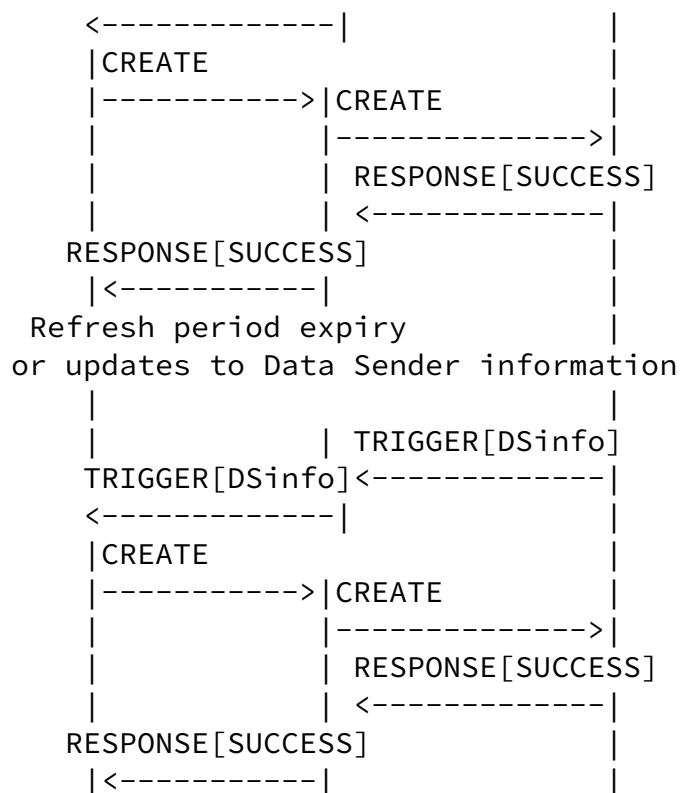 <-------------|              |
|CREATE                      |
|----------->|CREATE         |
|            |-------------->|
|            | RESPONSE[SUCCESS]
|            | <-------------|
RESPONSE[SUCCESS]             |
|<-----------|               |
Refresh period expiry           |
or updates to Data Sender information
|                            |
|            | TRIGGER[DSinfo]
TRIGGER[DSinfo]<-------------|
<-------------|              |
|CREATE                      |
|----------->|CREATE         |
|            |-------------->|
|            | RESPONSE[SUCCESS]
|            | <-------------|
RESPONSE[SUCCESS]             |
|<-----------|               |